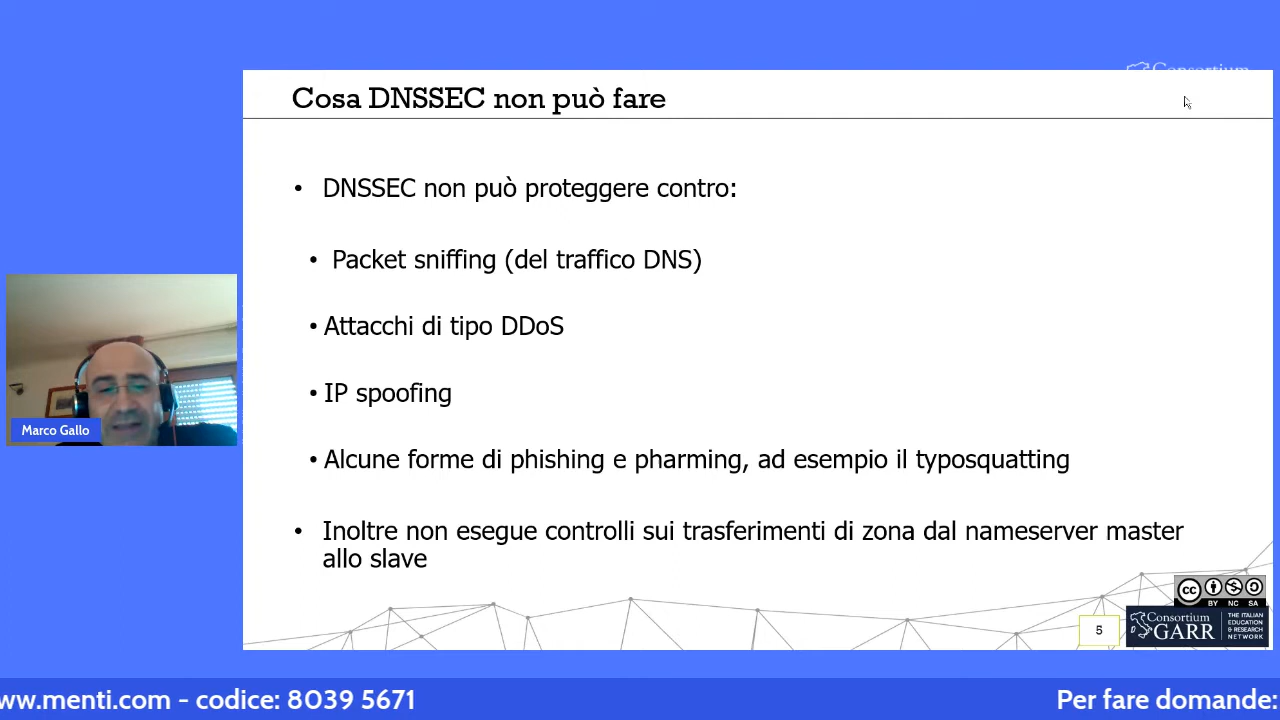 Consortium
Cosa DNSSEC non può fare
• DNSSEC non può proteggere contro:
• Packet sniffing (del traffico DNS)
• Attacchi di tipo DDoS
• IP spoofing
• Alcune forme di phishing e pharming, ad esempio il typosquatting
• Inoltre non esegue controlli sui trasferimenti di zona dal nameserver master
allo slave
Marco Gallo
5
cc
BY NC SA
Consortium
GARR
THE ITALIAN
EDUCATION
& RESEARCH
NETWORK
ww.menti.com - codice: 8039 5671
Per fare domande: